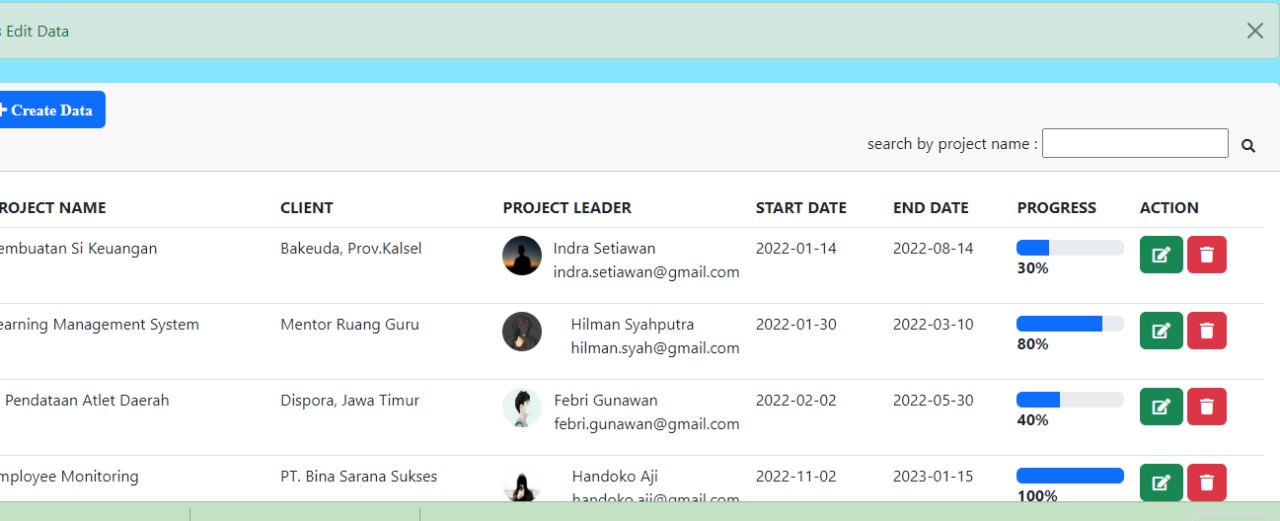 s Edit Data
+ Create Data
search by project name :
ROJECT NAME CLIENT PROJECT LEADER START DATE END DATE PROGRESS ACTION
embuatan Si Keuangan Bakeuda, Prov.Kalsel Indra Setiawan 2022-01-14 2022-08-14
indra.setiawan@gmail.com 30%
earning Management System Mentor Ruang Guru Hilman Syahputra 2022-01-30 2022-03-10
hilman.syah@gmail.com 80%
Pendataan Atlet Daerah Dispora, Jawa Timur Febri Gunawan 2022-02-02 2022-05-30
febri.gunawan@gmail.com 40%
mployee Monitoring PT. Bina Sarana Sukses Handoko Aji 2022-11-02 2023-01-15
handoko.aji@gmail.com 100%